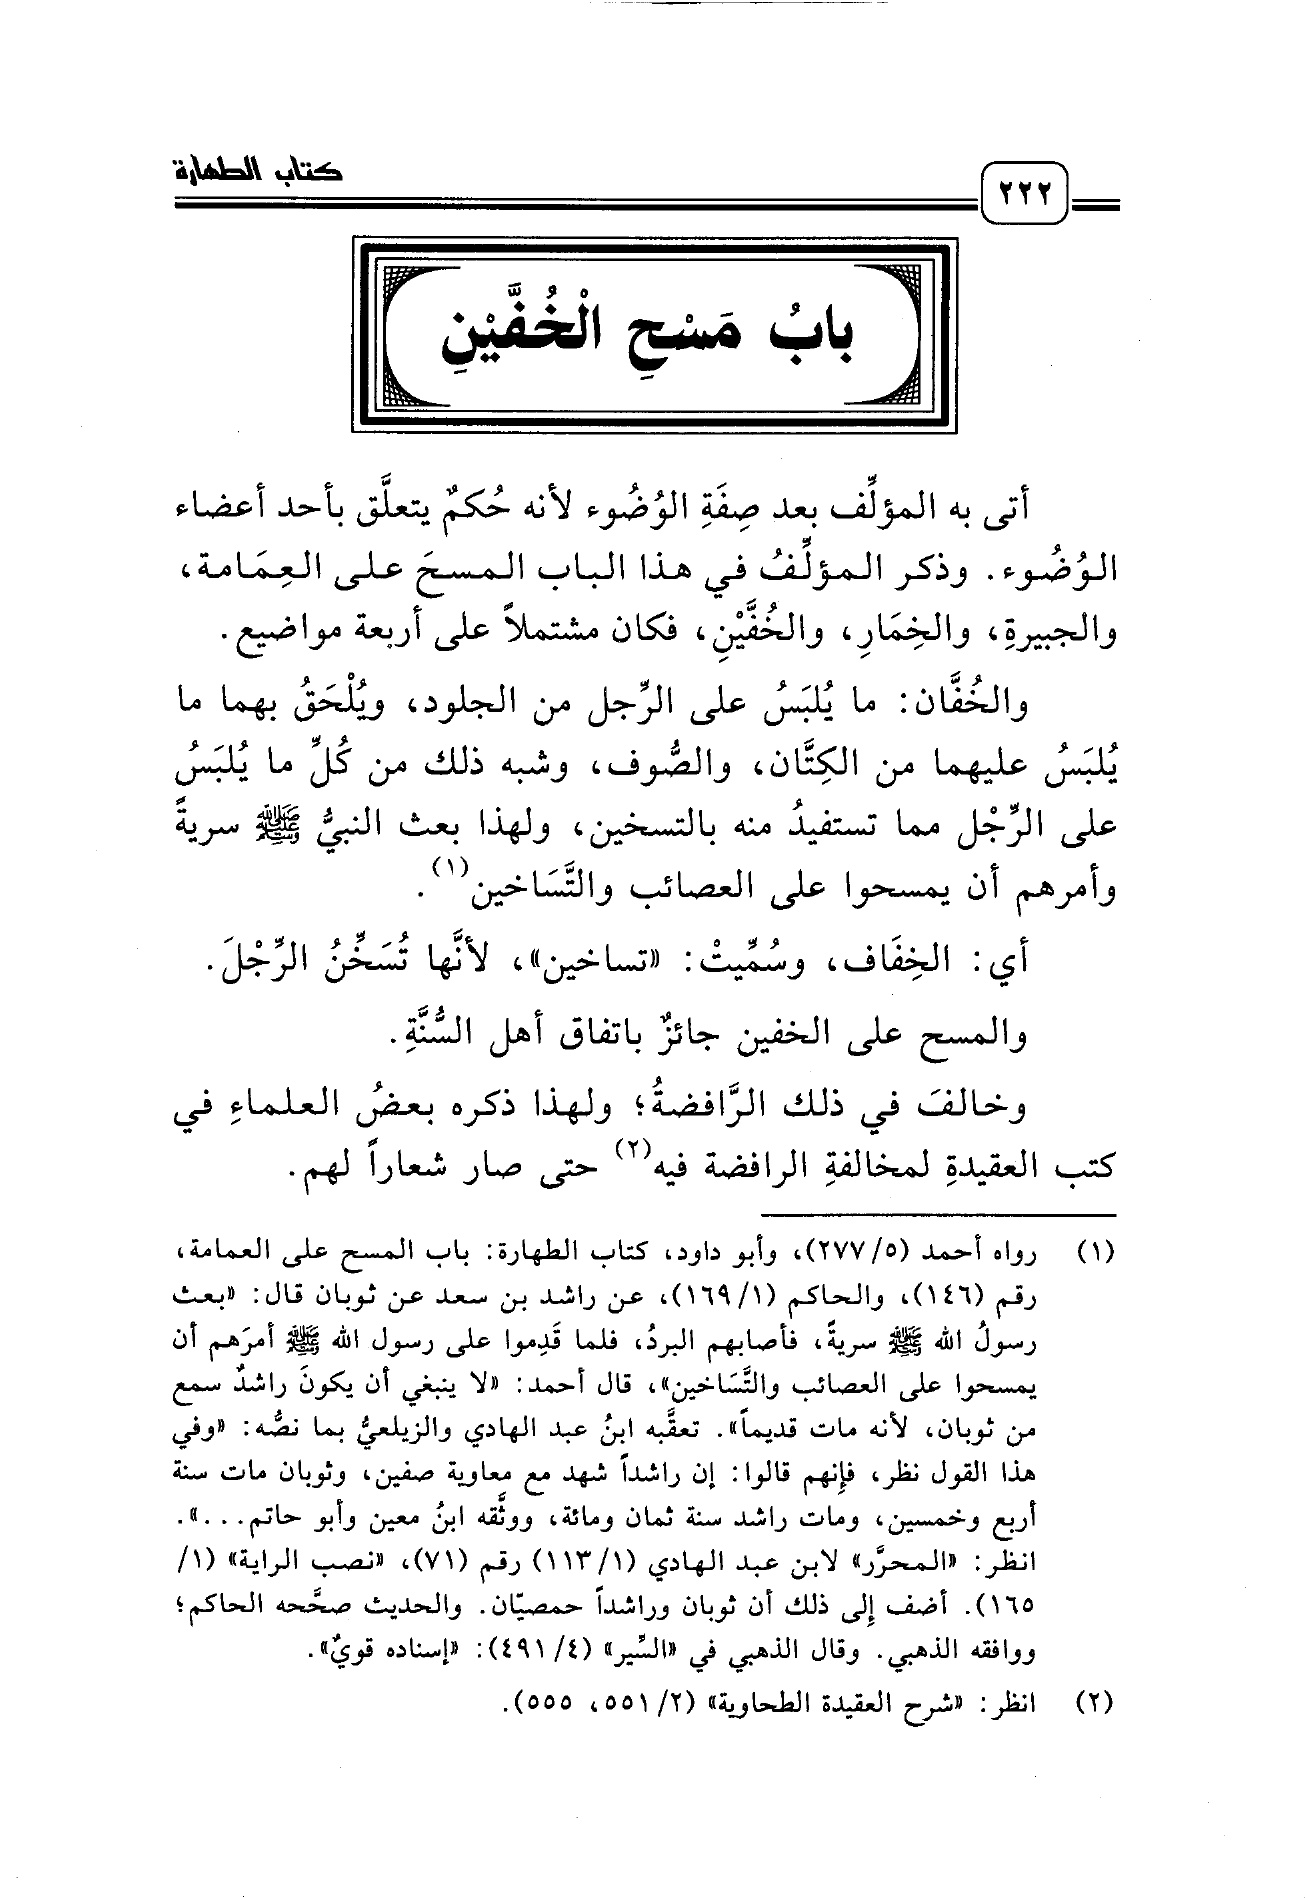 كتاب الطهارة
٢٢٢
بابُ مَسْحِ الْخُفَّيْنِ
أتى به المؤلِّف بعد صِفَةِ الوُضُوء لأنه حُكمٌ يتعلَّق بأحد أعضاء
الوُضُوء. وذكر المؤلِّفُ في هذا الباب المسحَ على العِمَامة،
والجبيرةِ، والخِمَارِ، والخُفَّيْنِ، فكان مشتملاً على أربعة مواضيع.
والخُفَّان: ما يُلبَسُ على الرِّجل من الجلود، ويُلْحَقُ بهما ما
يُلبَسُ عليهما من الكِتَّان، والصُّوف، وشبه ذلك من كُلِّ ما يُلبَسُ
على الرِّجْل مما تستفيدُ منه بالتسخين، ولهذا بعث النبيُّ ﷺ سريةً
وأمرهم أن يمسحوا على العصائب والتَّسَاخين(١).
أي: الخِفَاف، وسُمِّيتْ: «تساخين»، لأنَّها تُسَخِّنُ الرِّجْلَ.
والمسح على الخفين جائزٌ باتفاق أهل السُّنَّةِ.
وخالفَ في ذلك الرَّافضةُ؛ ولهذا ذكره بعضُ العلماءِ في
كتب العقيدةِ لمخالفةِ الرافضة فيه(٢) حتى صار شعاراً لهم.
(١) رواه أحمد (٢٧٧/٥)، وأبو داود، كتاب الطهارة: باب المسح على العمامة،
رقم (١٤٦)، والحاكم (١٦٩/١)، عن راشد بن سعد عن ثوبان قال: «بعث
رسولُ الله ﷺ سريةً، فأصابهم البردُ، فلما قَدِموا على رسول الله ﷺ أمرَهم أن
يمسحوا على العصائب والتَّسَاخين»، قال أحمد: «لا ينبغي أن يكونَ راشدٌ سمع
من ثوبان، لأنه مات قديماً». تعقَّبه ابنُ عبد الهادي والزيلعيُّ بما نصُّه: «وفي
هذا القول نظر، فإنهم قالوا: إن راشداً شهد مع معاوية صفين، وثوبان مات سنة
أربع وخمسين، ومات راشد سنة ثمان ومائة، ووثَّقه ابنُ معين وأبو حاتم...».
انظر: «المحرَّر» لابن عبد الهادي (١١٣/١) رقم (٧١)، «نصب الراية» (١/
١٦٥). أضف إلى ذلك أن ثوبان وراشداً حمصيّان. والحديث صحَّحه الحاكم؛
ووافقه الذهبي. وقال الذهبي في «السِّير» (٤٩١/٤): «إسناده قويٌ».
(٢) انظر: «شرح العقيدة الطحاوية» (٥٥١/٢، ٥٥٥).